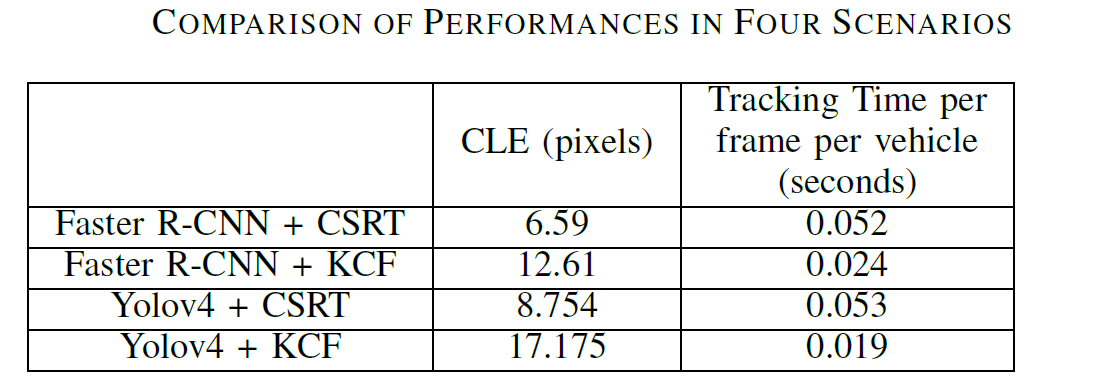 COMPARISON OF PERFORMANCES IN FOUR SCENARIOS
CLE (pixels)
Tracking Time per
frame per vehicle
(seconds)
Faster R-CNN + CSRT 6.59 0.052
Faster R-CNN + KCF 12.61 0.024
Yolov4 + CSRT 8.754 0.053
Yolov4 + KCF 17.175 0.019